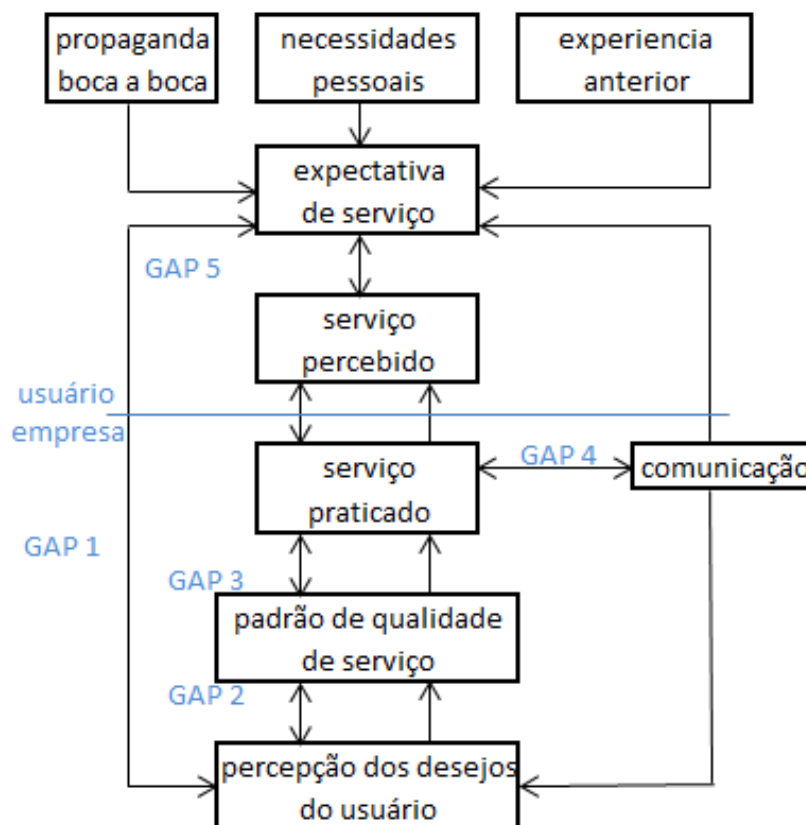 propaganda
boca a boca
necessidades
pessoais
experiencia
anterior
expectativa
de serviço
GAP 5
serviço
percebido
usuário
empresa
serviço
praticado
GAP 4
comunicação
GAP 1
GAP 3
padrão de qualidade
de serviço
GAP 2
percepção dos desejos
do usuário